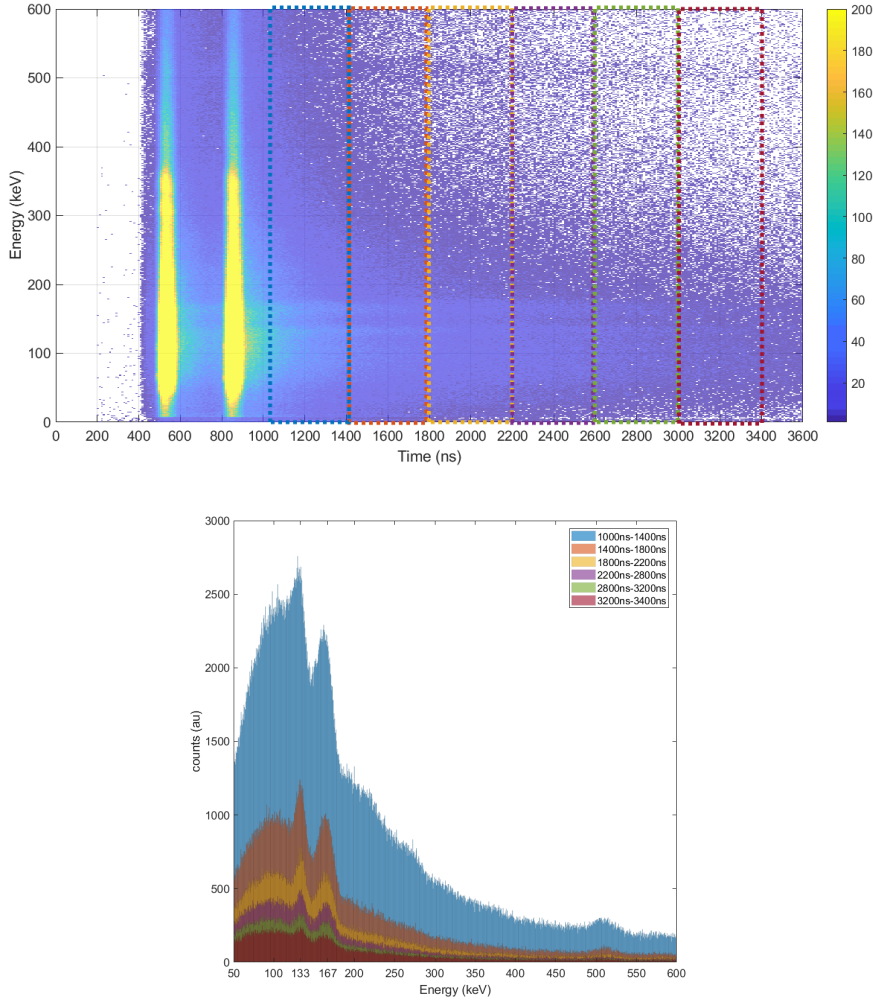 600
500
400
300
200
100
0
Energy (keV)
0 200 400 600 800 1000 1200 1400 1600 1800 2000 2200 2400 2600 2800 3000 3200 3400 3600
Time (ns)
200
180
160
140
120
100
80
60
40
20
3000
2500
2000
1500
1000
500
0
counts (au)
1000ns-1400ns
1400ns-1800ns
1800ns-2200ns
2200ns-2800ns
2800ns-3200ns
3200ns-3400ns
50 100 133 167 200 250 300 350 400 450 500 550 600
Energy (keV)